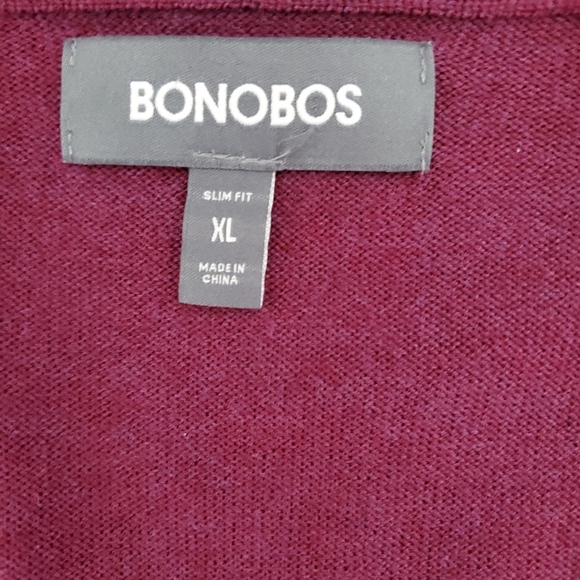 BONOBOS
SLIM FIT
XL
MADE IN
CHINA